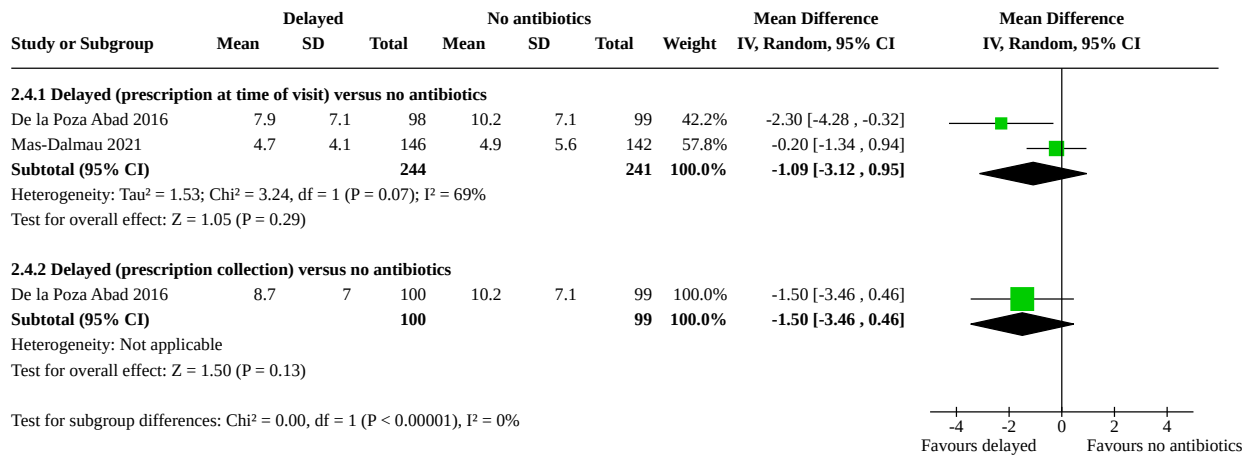 Delayed No antibiotics Mean Difference Mean Difference
Study or Subgroup Mean SD Total Mean SD Total Weight IV, Random, 95% CI IV, Random, 95% CI
2.4.1 Delayed (prescription at time of visit) versus no antibiotics
De la Poza Abad 2016 7.9 7.1 98 10.2 7.1 99 42.2% -2.30 [-4.28 , -0.32]
Mas-Dalmau 2021 4.7 4.1 146 4.9 5.6 142 57.8% -0.20 [-1.34 , 0.94]
Subtotal (95% CI) 244 241 100.0% -1.09 [-3.12 , 0.95]
Heterogeneity: Tau² = 1.53; Chi² = 3.24, df = 1 (P = 0.07); I² = 69%
Test for overall effect: Z = 1.05 (P = 0.29)
2.4.2 Delayed (prescription collection) versus no antibiotics
De la Poza Abad 2016 8.7 7 100 10.2 7.1 99 100.0% -1.50 [-3.46 , 0.46]
Subtotal (95% CI) 100 99 100.0% -1.50 [-3.46 , 0.46]
Heterogeneity: Not applicable
Test for overall effect: Z = 1.50 (P = 0.13)
Test for subgroup differences: Chi² = 0.00, df = 1 (P < 0.00001), I² = 0%
-4 -2 0 2 4
Favours delayed Favours no antibiotics